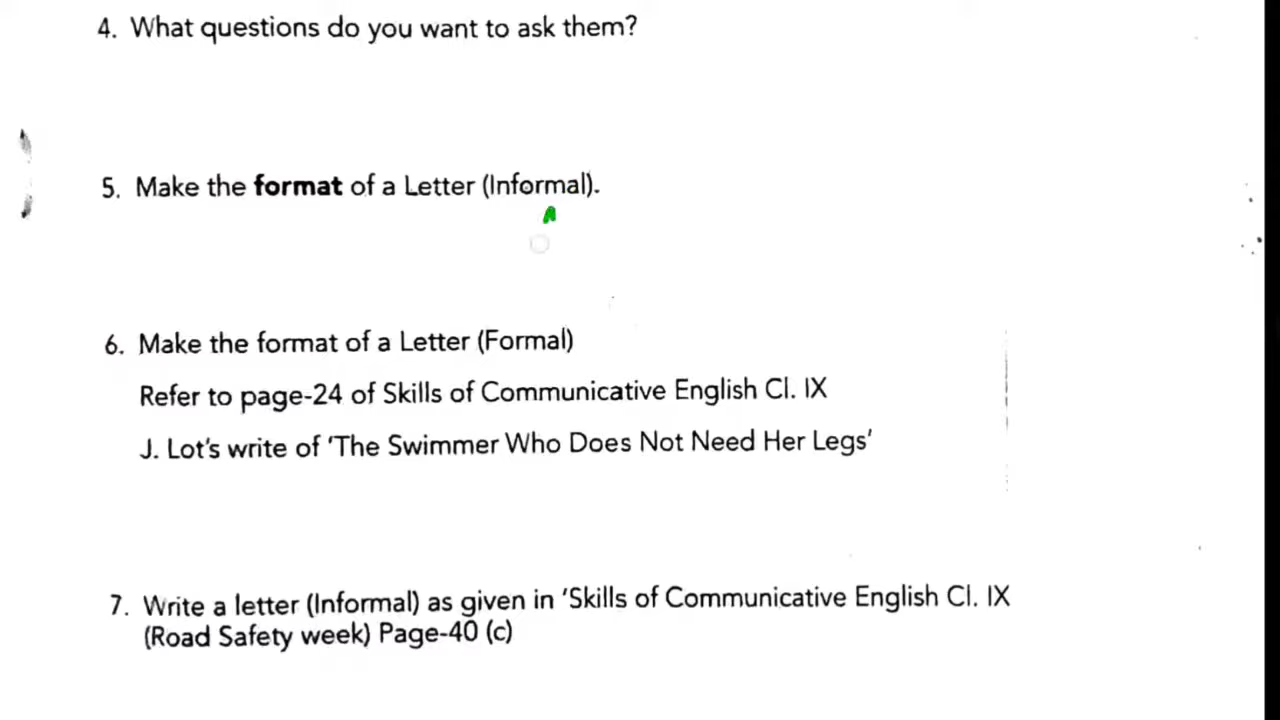 4. What questions do you want to ask them?
5. Make the format of a Letter (Informal).
6. Make the format of a Letter (Formal)
Refer to page-24 of Skills of Communicative English Cl. IX
J. Lot's write of 'The Swimmer Who Does Not Need Her Legs'
7. Write a letter (Informal) as given in 'Skills of Communicative English Cl. IX
(Road Safety week) Page-40 (c)